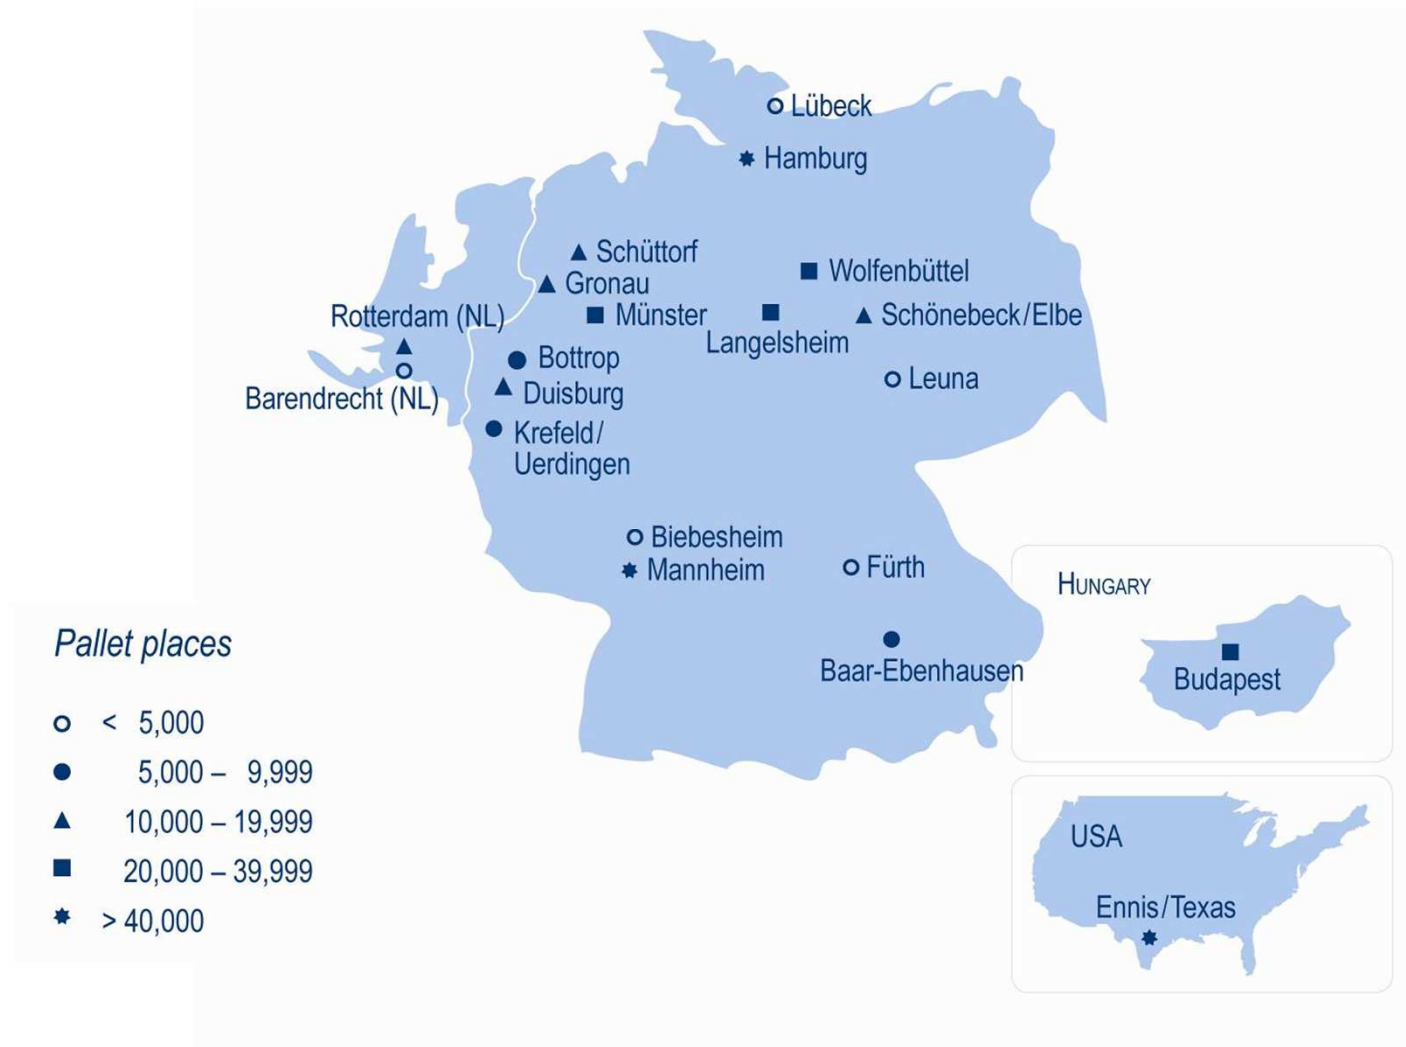 Lübeck
Hamburg
Schüttorf
Gronau
Wolfenbüttel
Rotterdam (NL)
Münster
Langelsheim
Schönebeck/Elbe
Bottrop
Duisburg
Leuna
Barendrecht (NL)
Krefeld/
Uerdingen
Biebesheim
Mannheim
Fürth
Baar-Ebenhausen
HUNGARY
Budapest
USA
Ennis/Texas
Pallet places
< 5,000
5,000 – 9,999
10,000 – 19,999
20,000 – 39,999
> 40,000